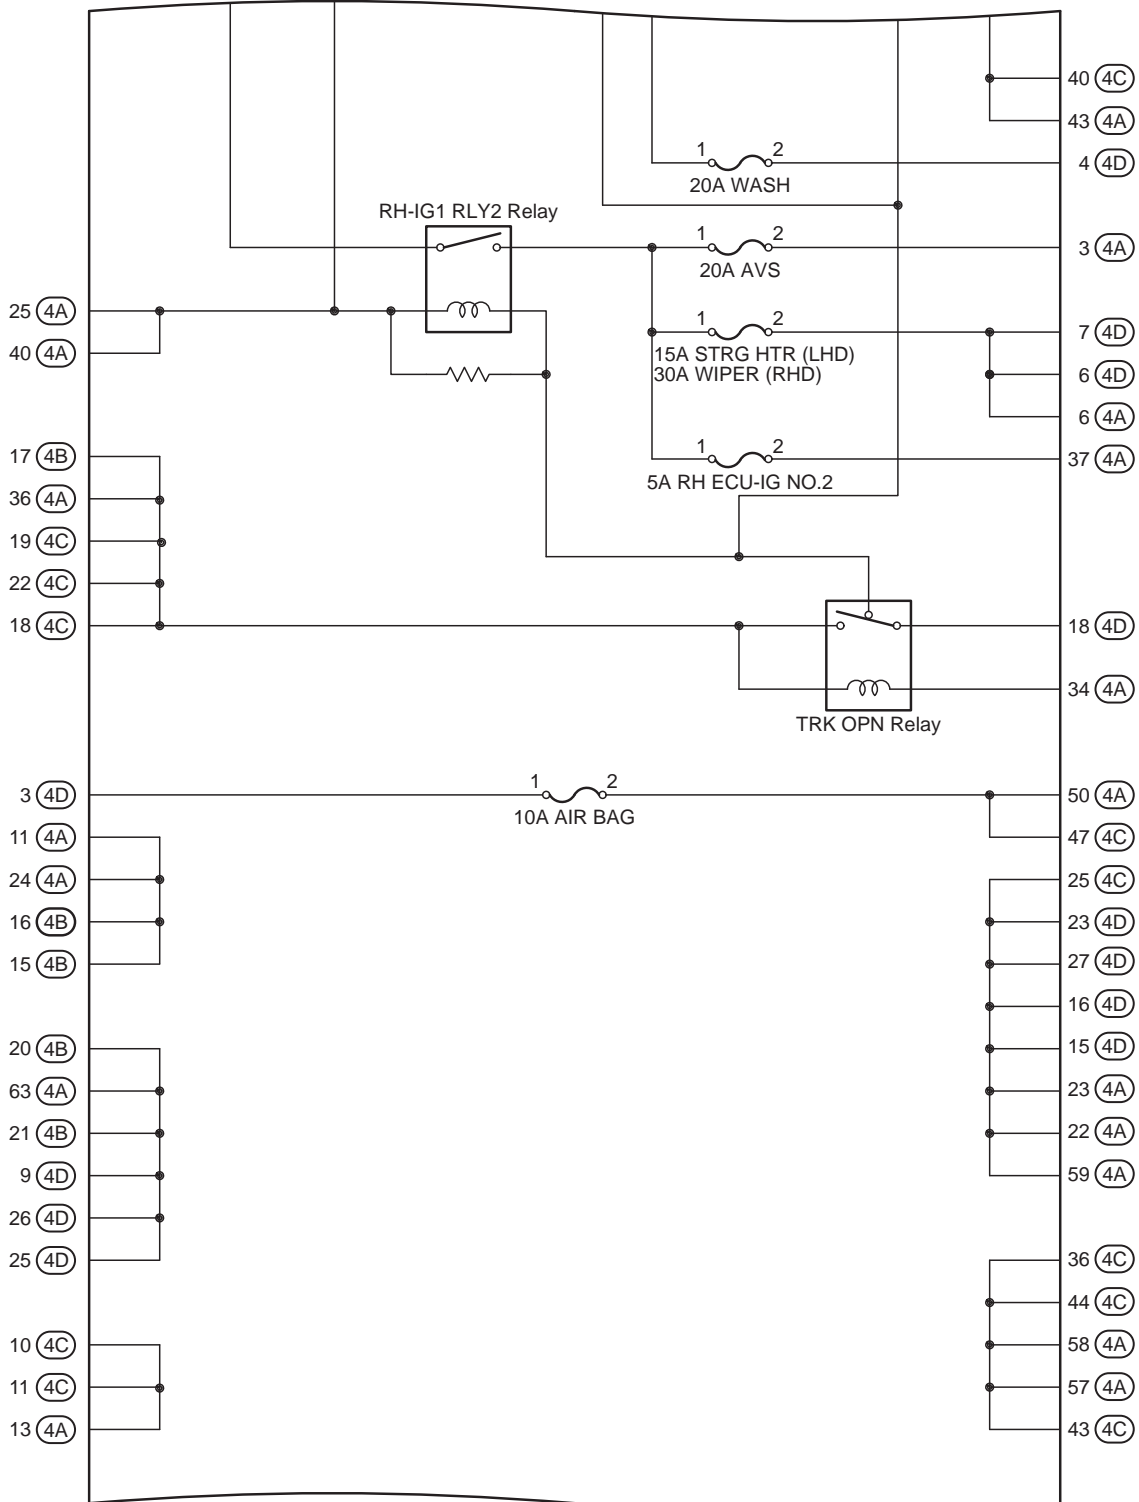 40 4C
43 4A
1 2
4 4D
20A WASH
RH-IG1 RLY2 Relay
1 2
3 4A
20A AVS
25 4A
1 2
7 4D
40 4A
15A STRG HTR (LHD)
30A WIPER (RHD)
6 4D
6 4A
17 4B
1 2
37 4A
5A RH ECU-IG NO.2
36 4A
19 4C
22 4C
18 4C
18 4D
34 4A
TRK OPN Relay
3 4D
1 2
50 4A
10A AIR BAG
11 4A
47 4C
24 4A
25 4C
16 4B
23 4D
15 4B
27 4D
16 4D
20 4B
15 4D
63 4A
23 4A
21 4B
22 4A
9 4D
59 4A
26 4D
25 4D
36 4C
44 4C
10 4C
58 4A
11 4C
57 4A
13 4A
43 4C